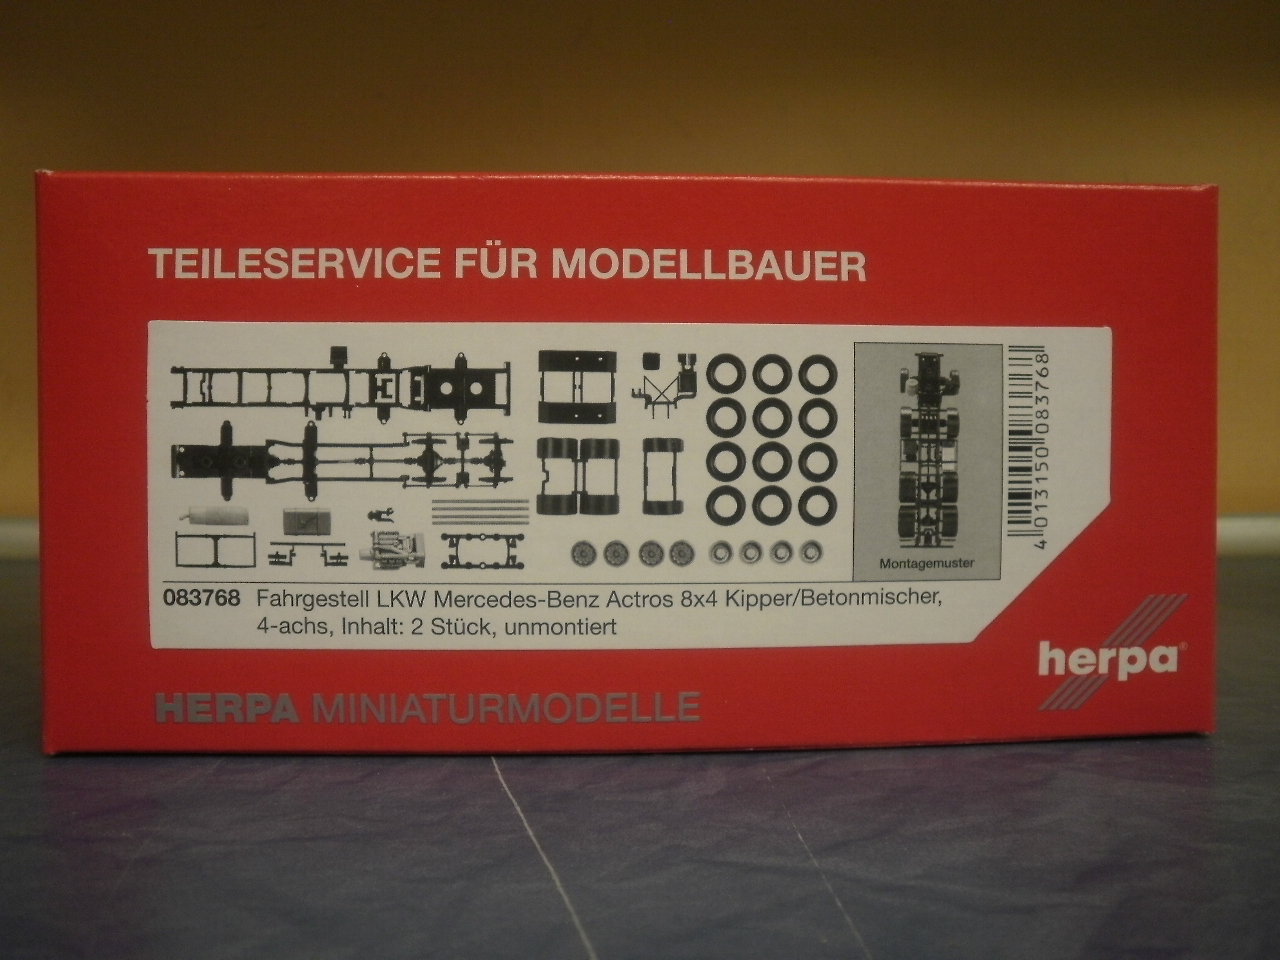 TEILESERVICE FÜR MODELLBAUER
Montagemuster
4 013150 083768
083768 Fahrgestell LKW Mercedes-Benz Actros 8x4 Kipper/Betonmischer,
4-achs, Inhalt: 2 Stück, unmontiert
herpa®
HERPA MINIATURMODELLE